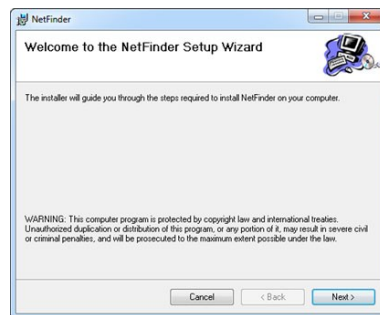 NetFinder
Welcome to the NetFinder Setup Wizard
The installer will guide you through the steps required to install NetFinder on your computer.
WARNING: This computer program is protected by copyright law and international treaties.
Unauthorized duplication or distribution of this program, or any portion of it, may result in severe civil
or criminal penalties, and will be prosecuted to the maximum extent possible under the law.
Cancel
< Back
Next >